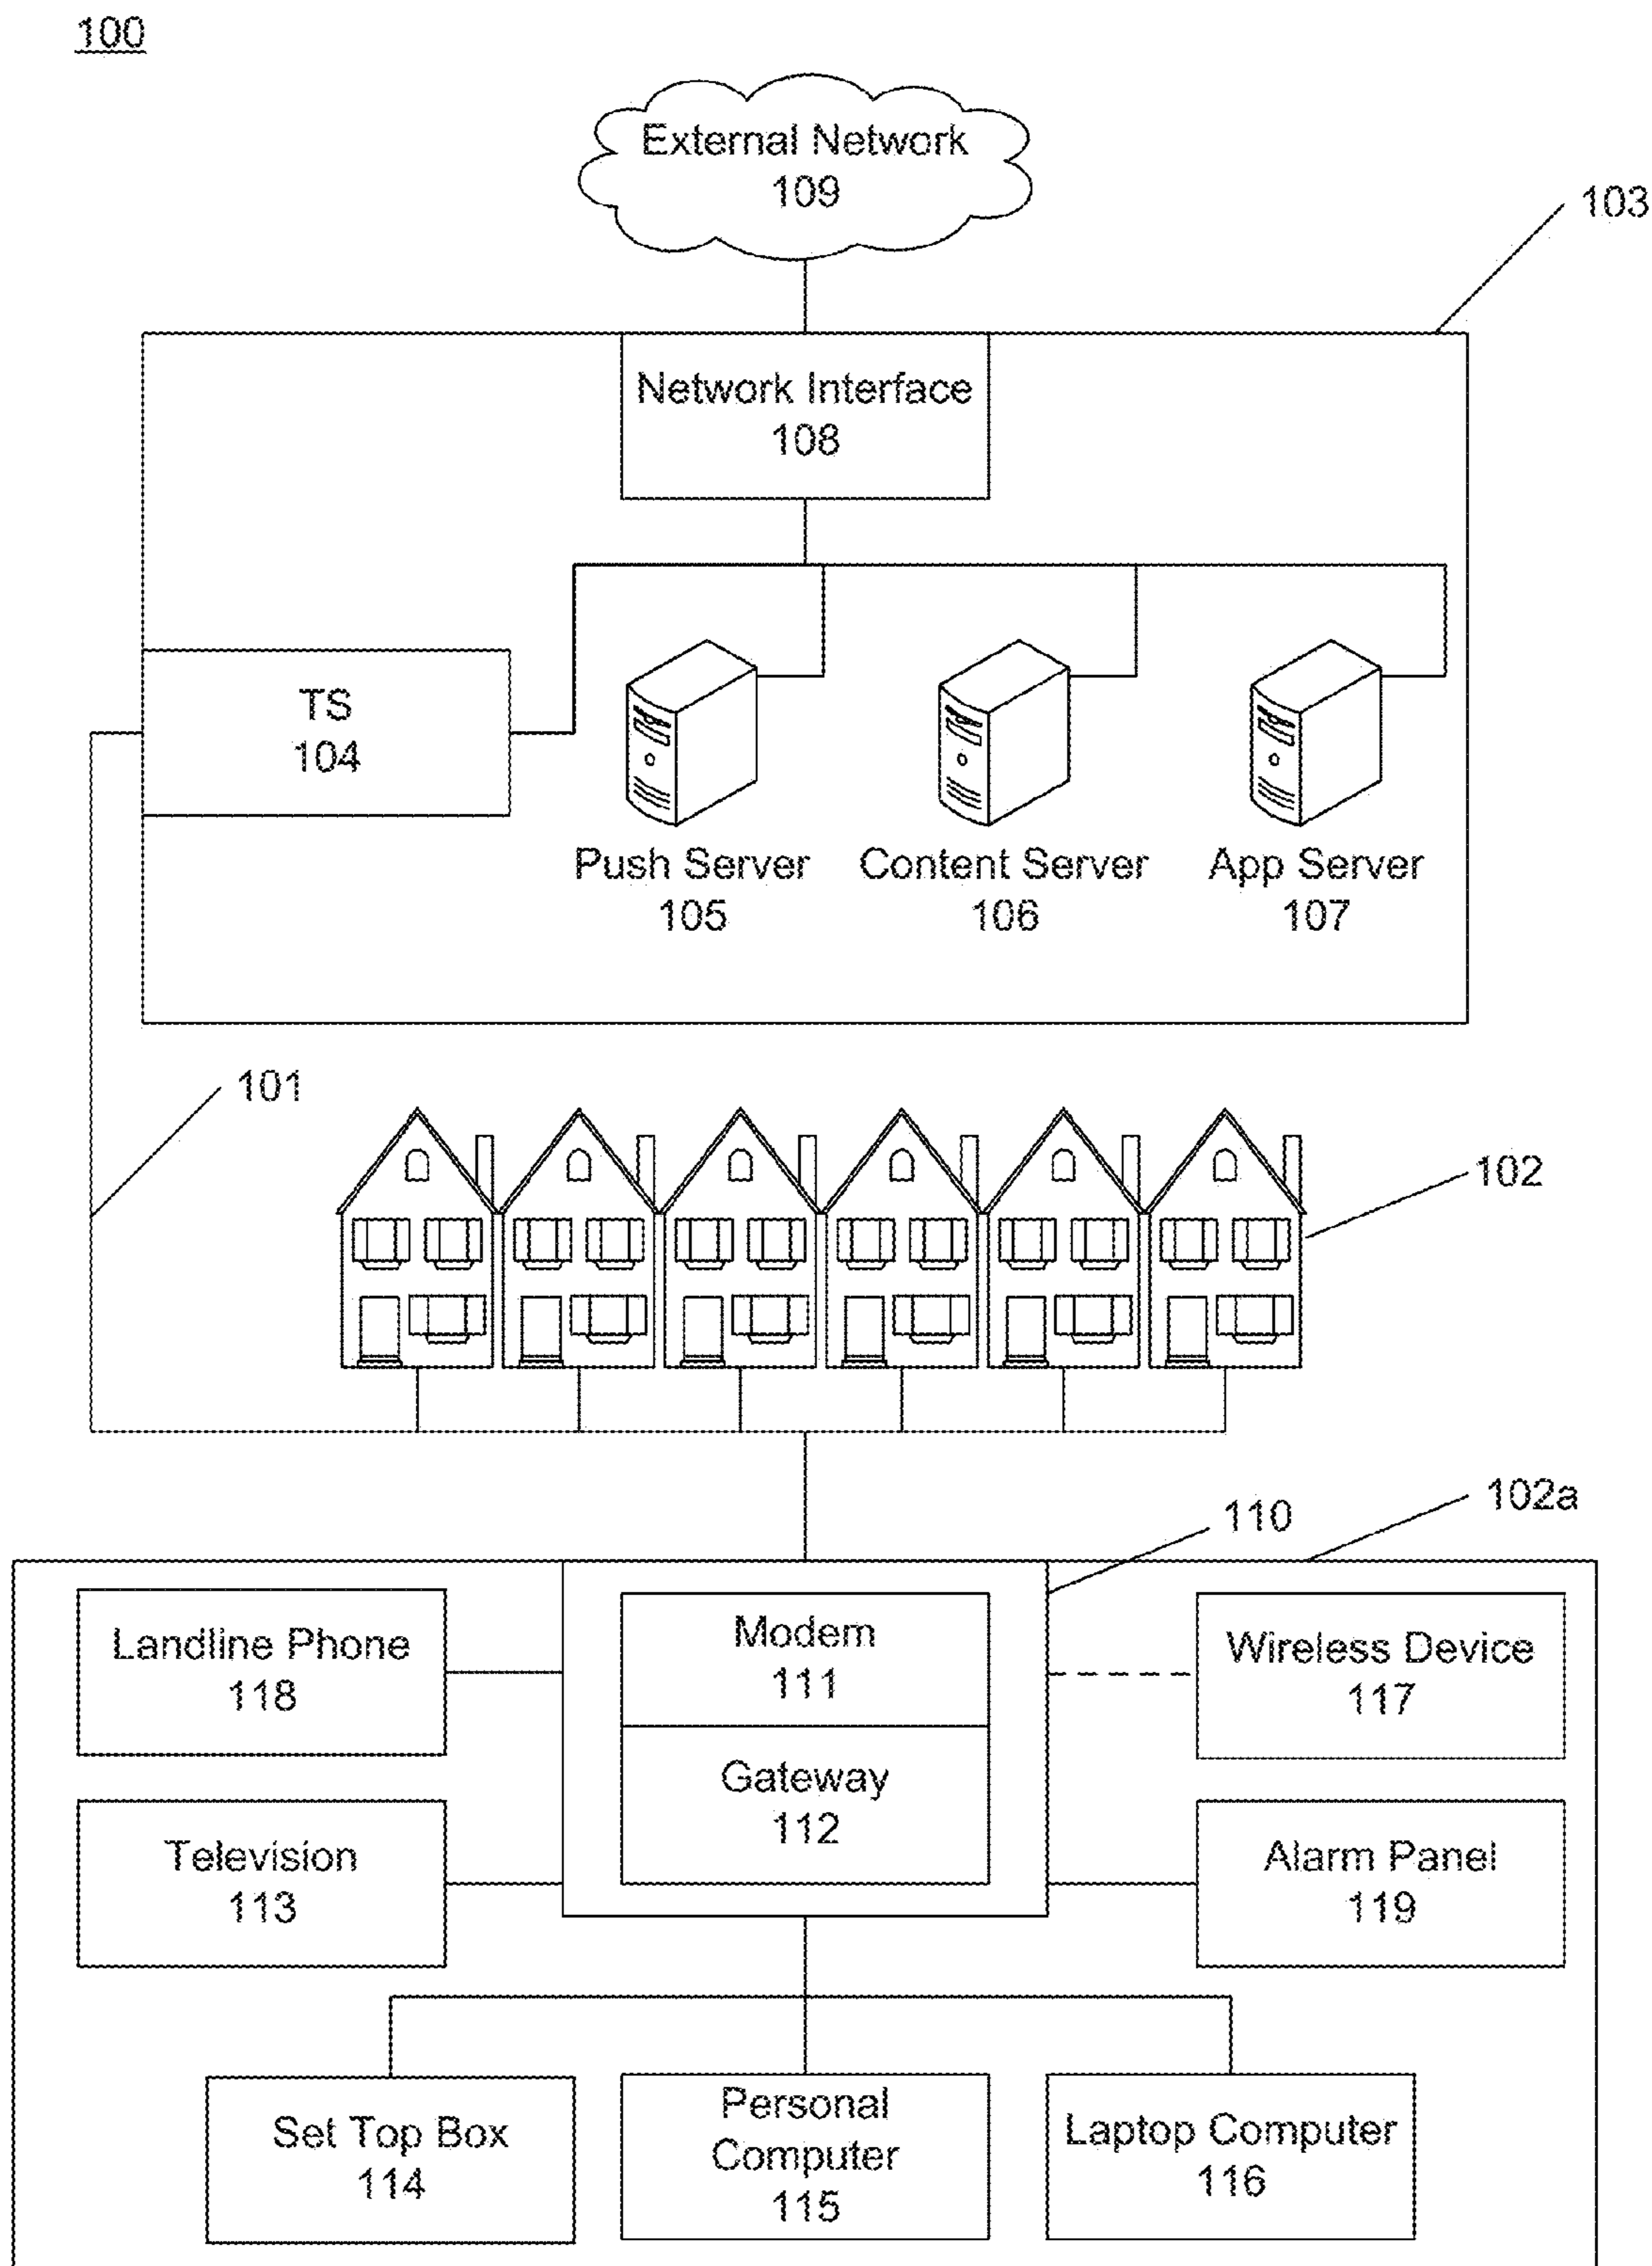 100
External Network
109
103
Network Interface
108
TS
104
Push Server
105
Content Server
106
App Server
107
101
102
102a
110
Landline Phone
118
Modem
111
Wireless Device
117
Gateway
112
Television
113
Alarm Panel
119
Set Top Box
114
Personal
Computer
115
Laptop Computer
116